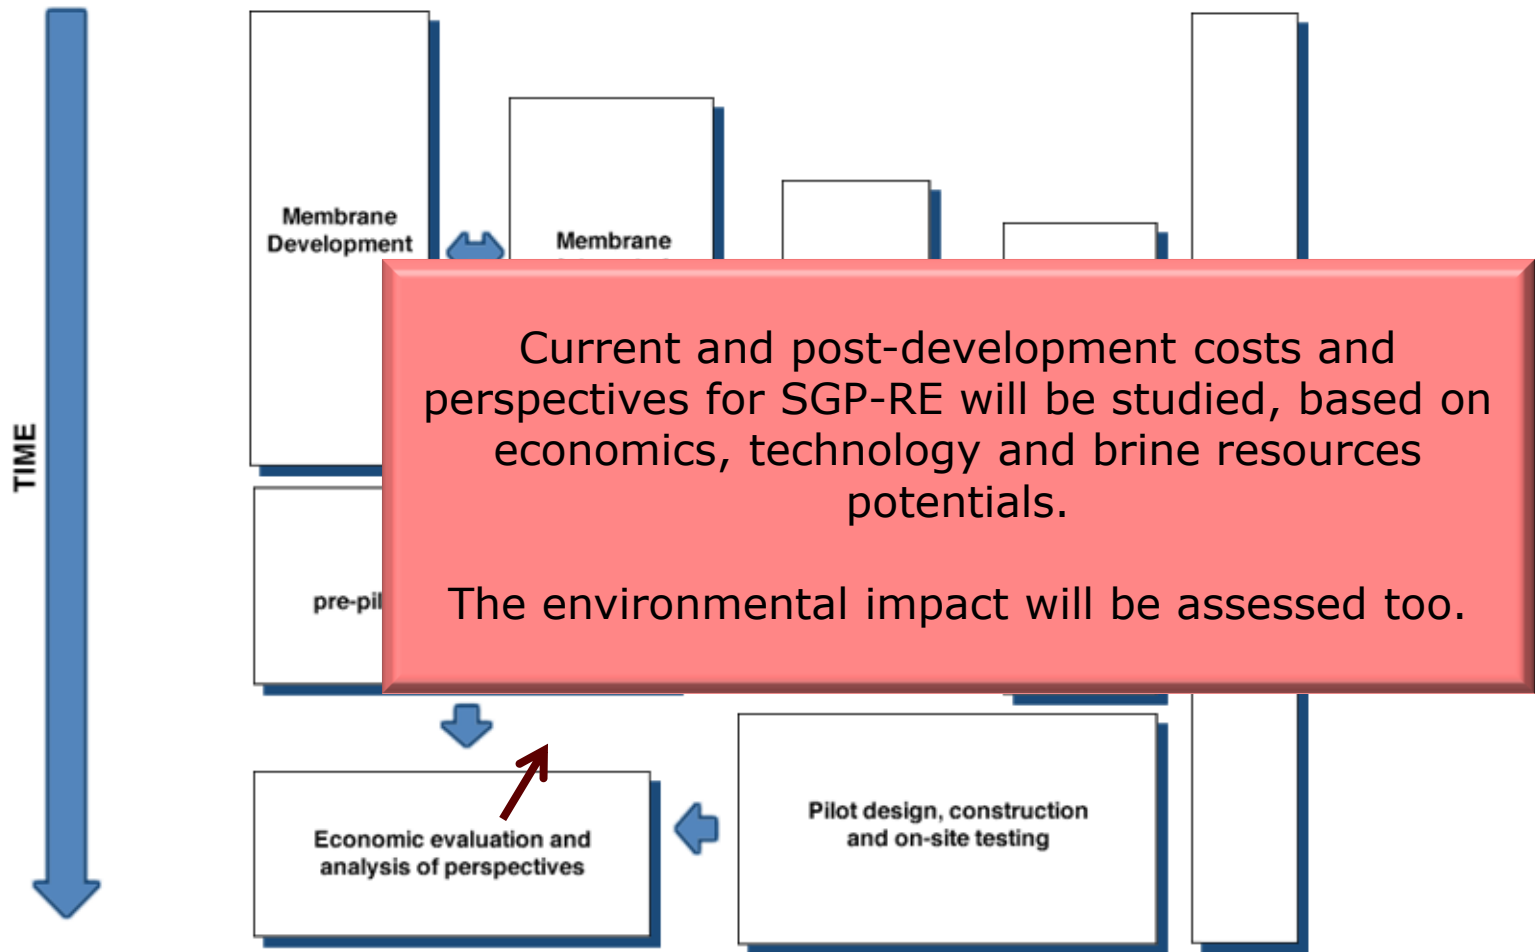 TIME
Membrane
Development
Membrane
Current and post-development costs and
perspectives for SGP-RE will be studied, based on
economics, technology and brine resources
potentials.
The environmental impact will be assessed too.
pre-pil
Economic evaluation and
analysis of perspectives
Pilot design, construction
and on-site testing